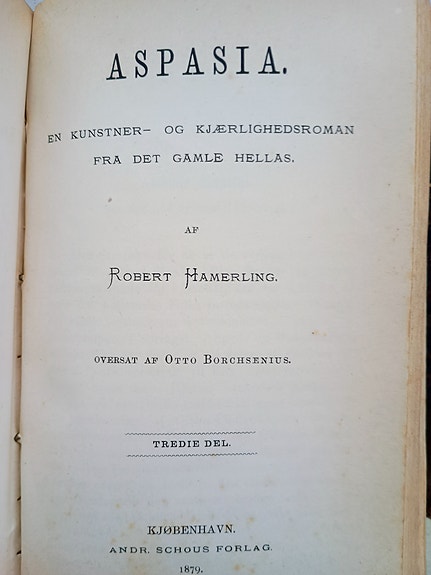 ASPASIA.
EN KUNSTNER- OG KJÆRLIGHEDSROMAN
FRA DET GAMLE HELLAS.
AF
ROBERT HAMERLING.
OVERSAT AF OTTO BORCHSENIUS.
TREDIE DEL.
KJØBENHAVN.
ANDR. SCHOUS FORLAG.
1879.